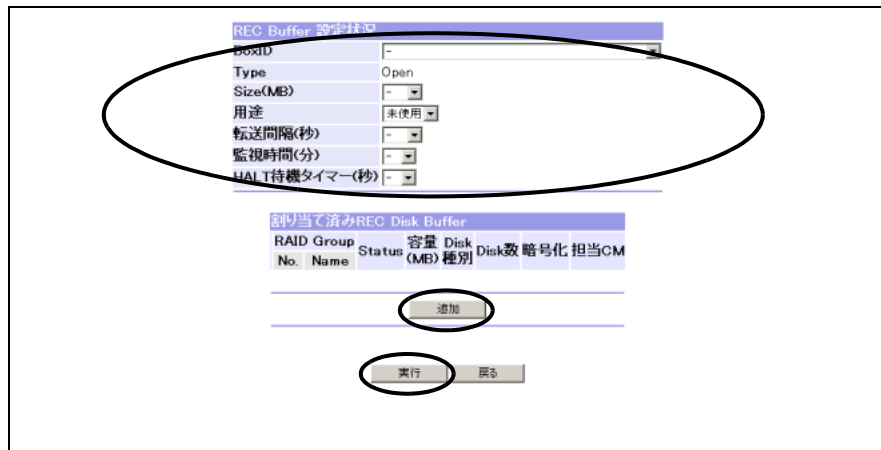 REC Buffer 設定状況
BoxID -
Type Open
Size(MB) -
用途 未使用
転送間隔(秒) -
監視時間(分) -
HALT待機タイマー(秒) -
割り当て済みREC Disk Buffer
RAID Group Status 容量(MB) Disk種別 Disk数 暗号化 担当CM
No. Name
追加
実行 戻る